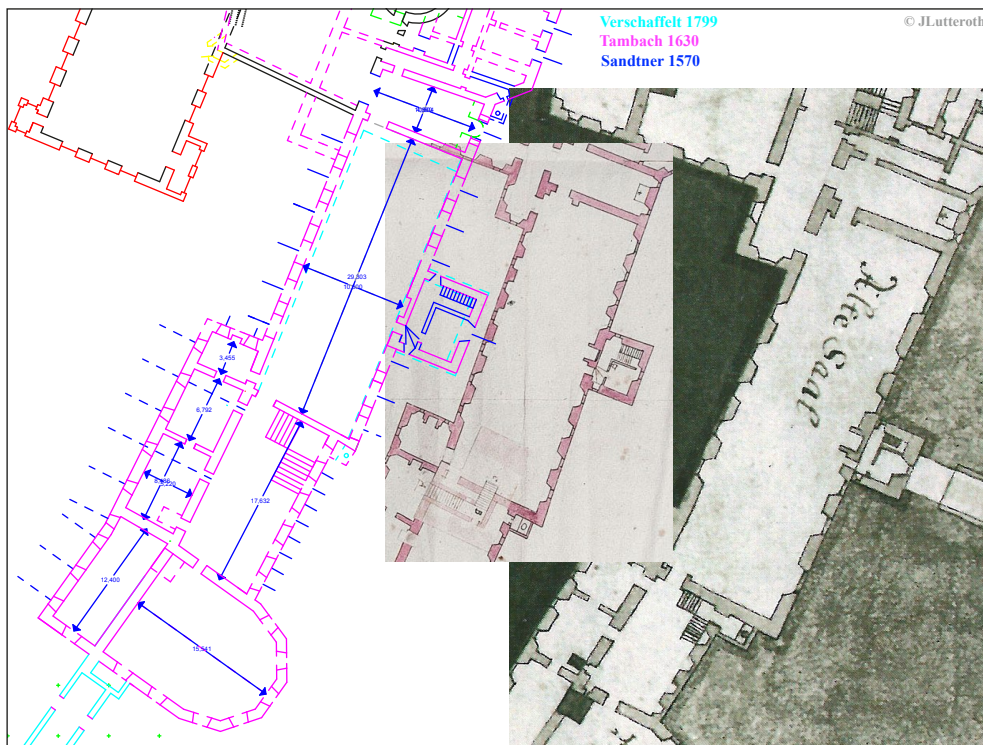 Verschaffelt 1799
© JLutteroth
Tambach 1630
Sandtner 1570
29,303
3,455
6,792
17,632
12,400
15,541
Alte Saal